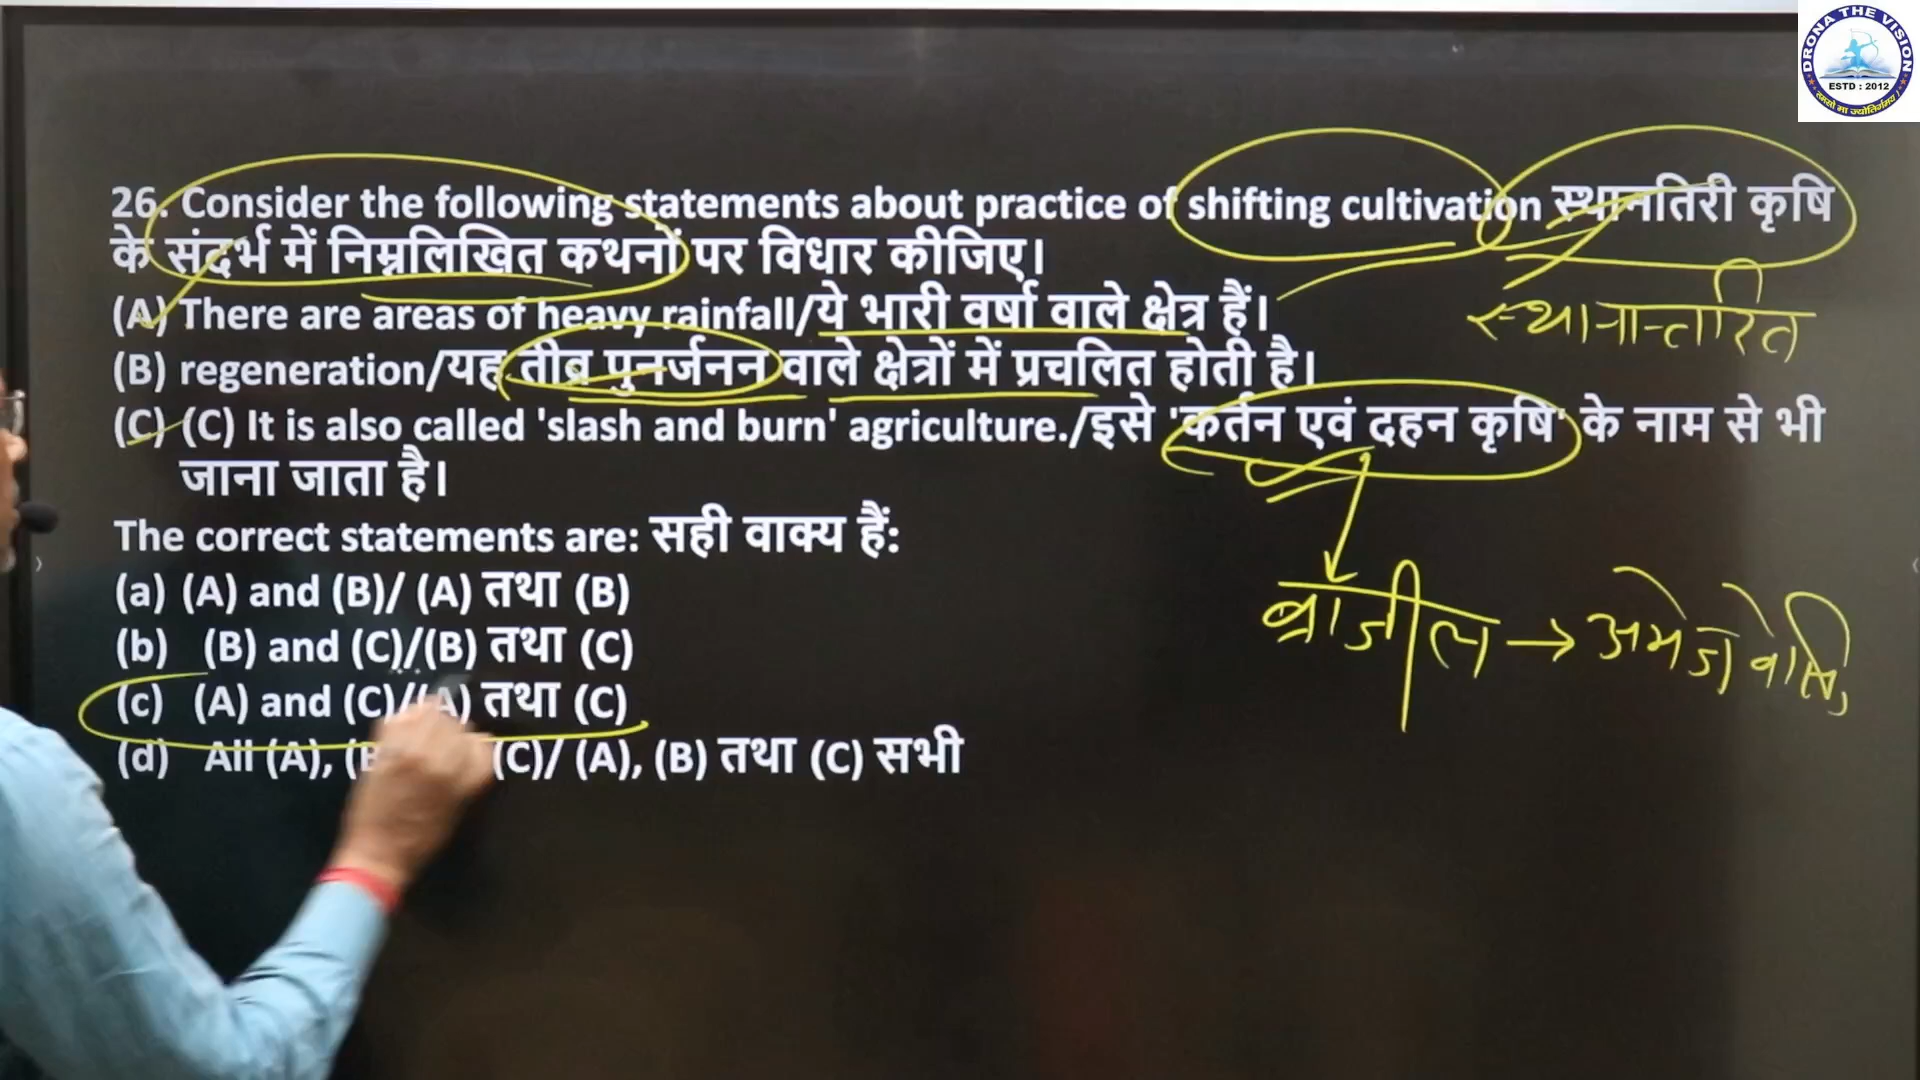 DRONA THE VISION
ESTD : 2012
तमसो मा ज्योतिर्गमय
26. Consider the following statements about practice of shifting cultivation स्थानतिरी कृषि
के संदर्भ में निम्नलिखित कथनों पर विधार कीजिए।
(A) There are areas of heavy rainfall/ये भारी वर्षा वाले क्षेत्र हैं।
स्थानान्तरित
(B) regeneration/यह तीव्र पुनर्जनन वाले क्षेत्रों में प्रचलित होती है।
(C) (C) It is also called 'slash and burn' agriculture./इसे 'कर्तन एवं दहन कृषि' के नाम से भी
जाना जाता है।
The correct statements are: सही वाक्य हैं:
(a) (A) and (B)/ (A) तथा (B)
(b) (B) and (C)/(B) तथा (C)
ब्राजील →
(c) (A) and (C)/(A) तथा (C)
(d) All (A), (C)/ (A), (B) तथा (C) सभी